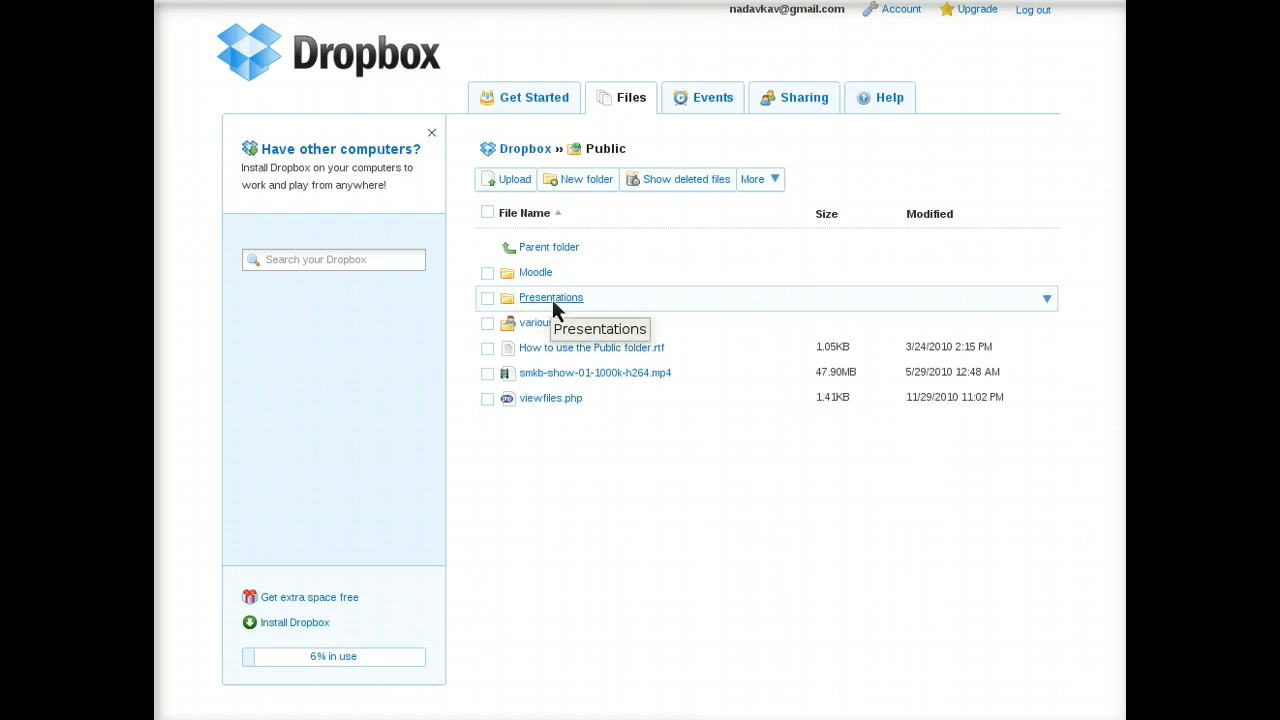 nadavkav@gmail.com Account Upgrade Log out
Dropbox
Get Started Files Events Sharing Help
Have other computers?
Install Dropbox on your computers to
work and play from anywhere!
Search your Dropbox
Get extra space free
Install Dropbox
6% in use
Dropbox » Public
Upload New folder Show deleted files More
File Name Size Modified
Parent folder
Moodle
Presentations
Presentations
How to use the Public folder.rtf 1.05KB 3/24/2010 2:15 PM
smkb-show-01-1000k-h264.mp4 47.90MB 5/29/2010 12:48 AM
viewfiles.php 1.41KB 11/29/2010 11:02 PM